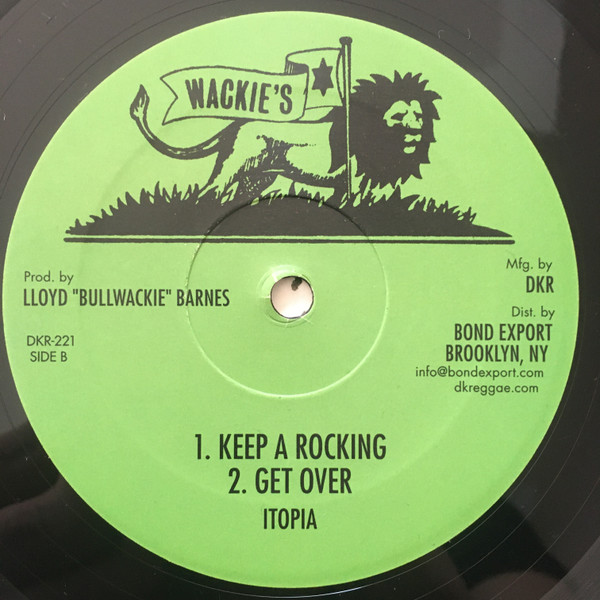 WACKIE'S
Prod. by
LLOYD "BULLWACKIE" BARNES
DKR-221
SIDE B
Mfg. by
DKR
Dist. by
BOND EXPORT
BROOKLYN, NY
info@bondexport.com
dkreggae.com
1. KEEP A ROCKING
2. GET OVER
ITOPIA